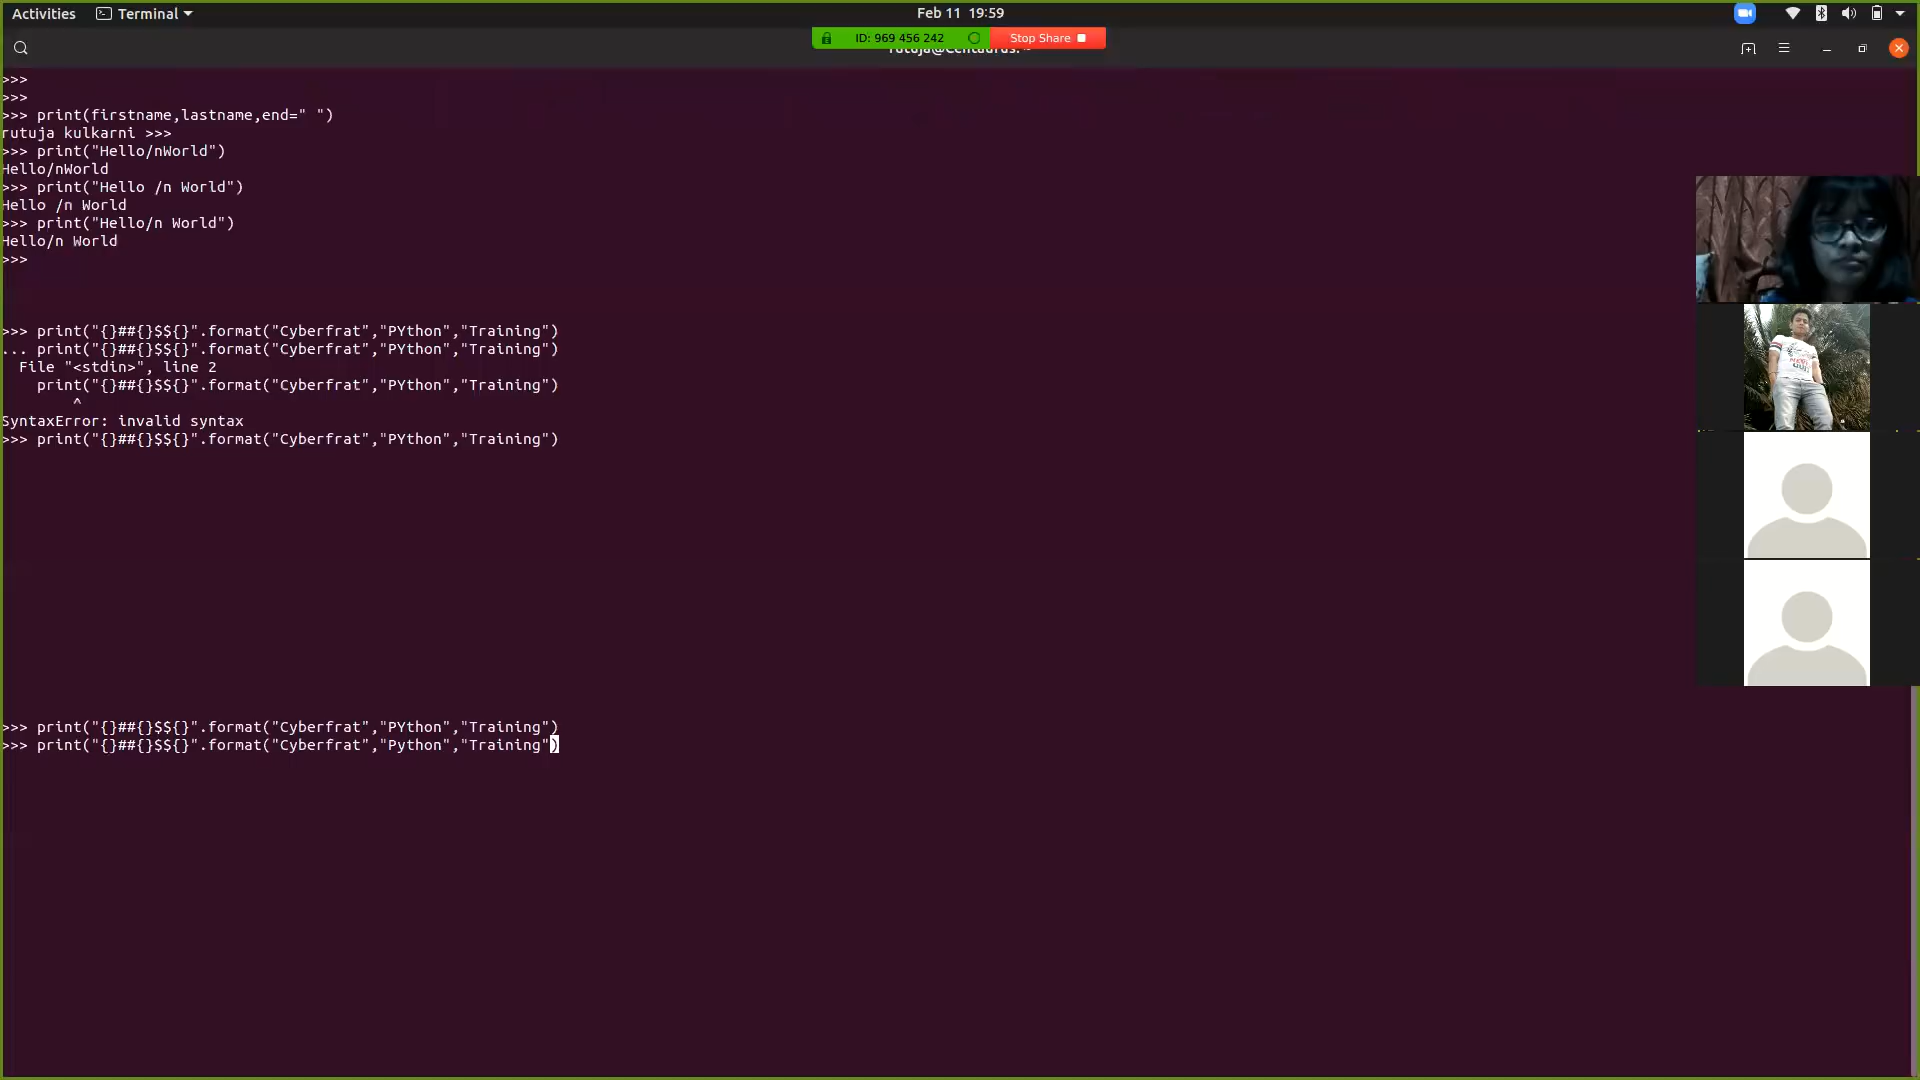 Activities Terminal Feb 11 19:59
ID: 969 456 242 Stop Share
rutuja@Centaurus: ~
>>>
>>>
>>> print(firstname,lastname,end=" ")
rutuja kulkarni >>>
>>> print("Hello/nWorld")
Hello/nWorld
>>> print("Hello /n World")
Hello /n World
>>> print("Hello/n World")
Hello/n World
>>>
>>> print("{}##{}$${}".format("Cyberfrat","PYthon","Training")
... print("{}##{}$${}".format("Cyberfrat","PYthon","Training")
  File "<stdin>", line 2
    print("{}##{}$${}".format("Cyberfrat","PYthon","Training")
        ^
SyntaxError: invalid syntax
>>> print("{}##{}$${}".format("Cyberfrat","PYthon","Training")
>>> print("{}##{}$${}".format("Cyberfrat","PYthon","Training")
>>> print("{}##{}$${}".format("Cyberfrat","Python","Training")